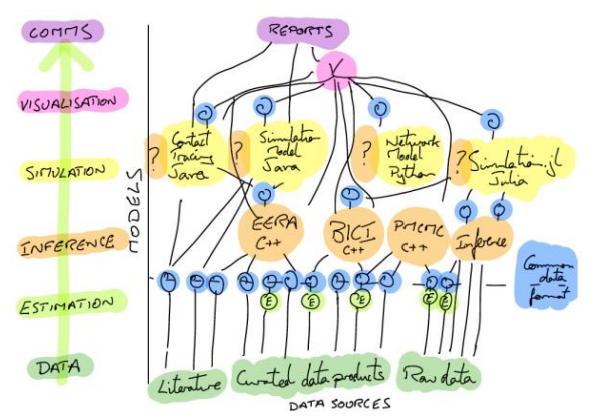 COMMS
VISUALISATION
SIMULATION
INFERENCE
ESTIMATION
DATA
MODELS
REPORTS
V
?
Contact
Tracing
Java
?
Simulation
Model
Java
?
Network
Model
Python
?
Simulation.jl
Julia
EERA
C++
BICI
C++
PMCMC
C++
Inference
E
E
E
E
E
Common
data
format
Literature
Curated data products
Raw data
DATA SOURCES